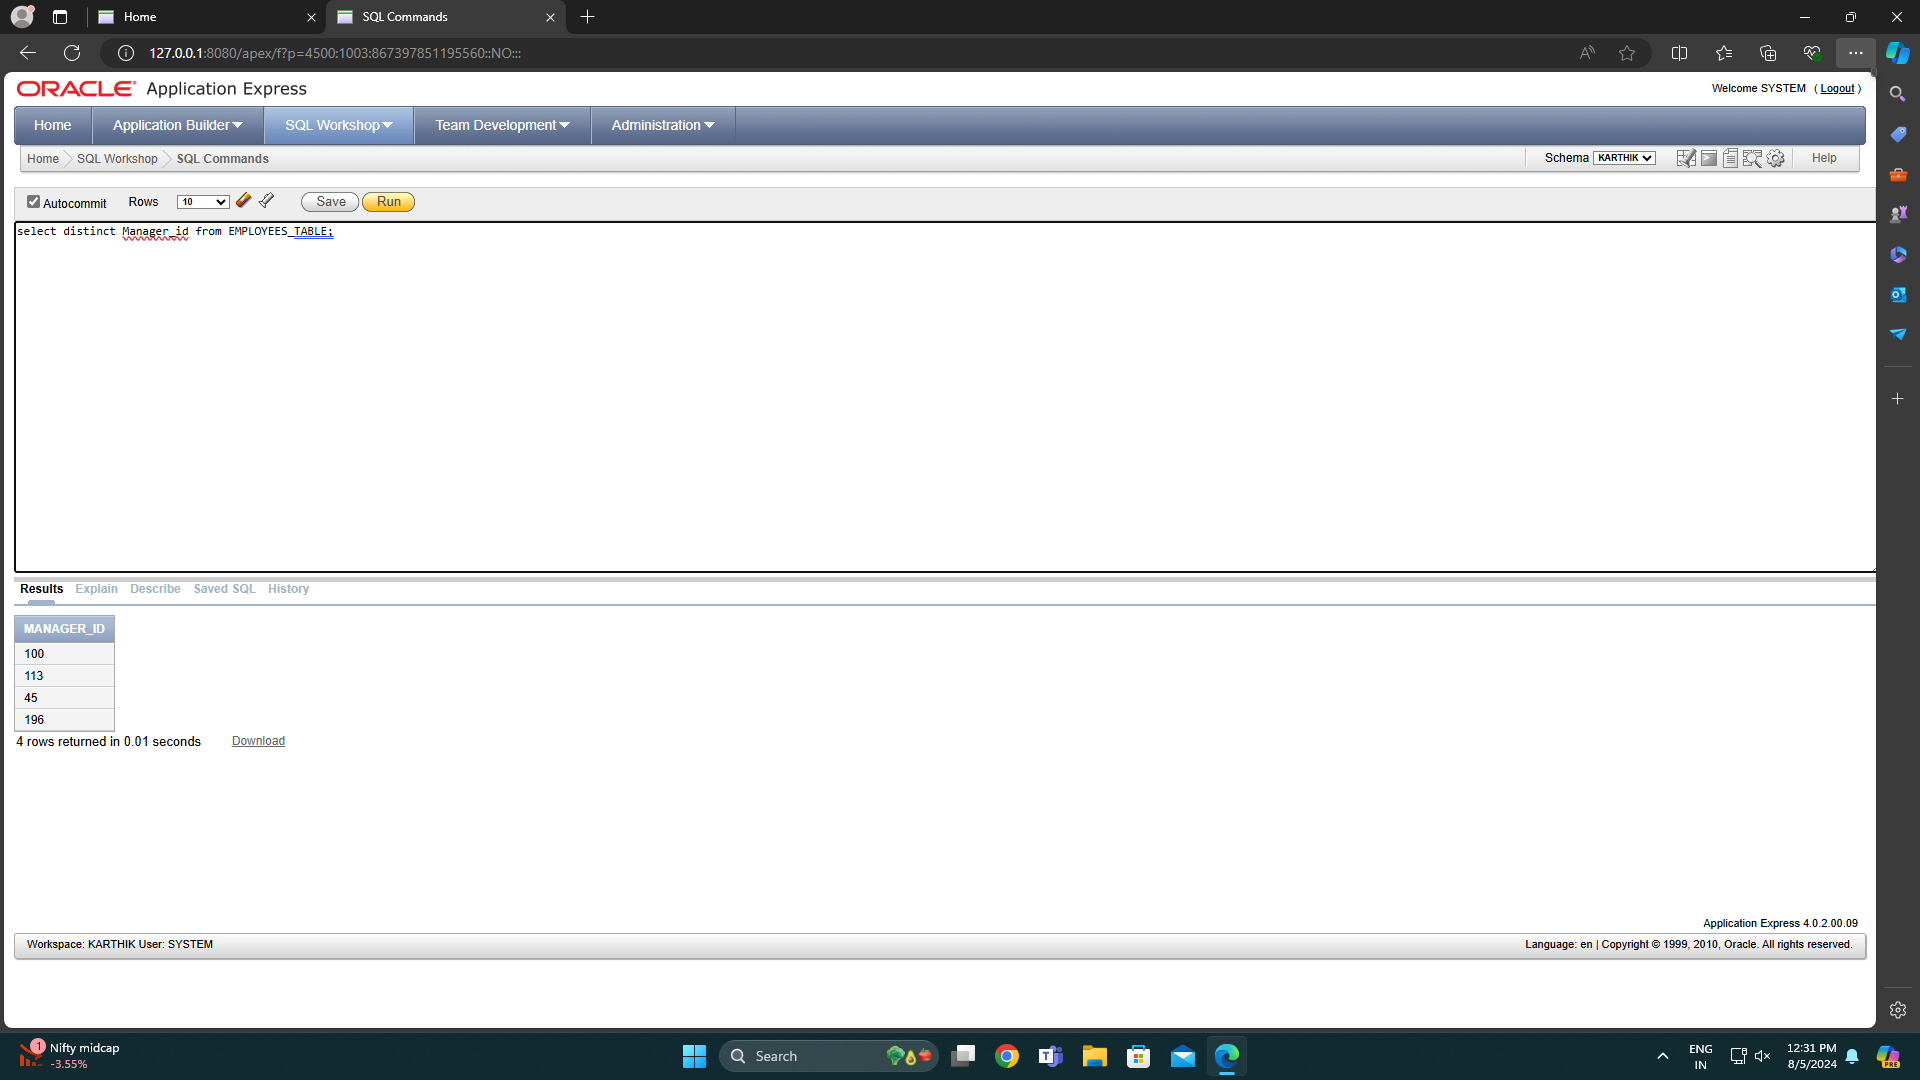 Home
SQL Commands
127.0.0.1:8080/apex/f?p=4500:1003:867397851195560::NO:::
ORACLE Application Express
Welcome SYSTEM ( Logout )
Home Application Builder SQL Workshop Team Development Administration
Home SQL Workshop SQL Commands
Schema KARTHIK Help
Autocommit Rows 10 Save Run
select distinct Manager_id from EMPLOYEES_TABLE;
Results Explain Describe Saved SQL History
MANAGER_ID
100
113
45
196
4 rows returned in 0.01 seconds Download
Application Express 4.0.2.00.09
Workspace: KARTHIK User: SYSTEM
Language: en | Copyright © 1999, 2010, Oracle. All rights reserved.
1
Nifty midcap
-3.55%
Search
ENG
IN
12:31 PM
8/5/2024
PRE